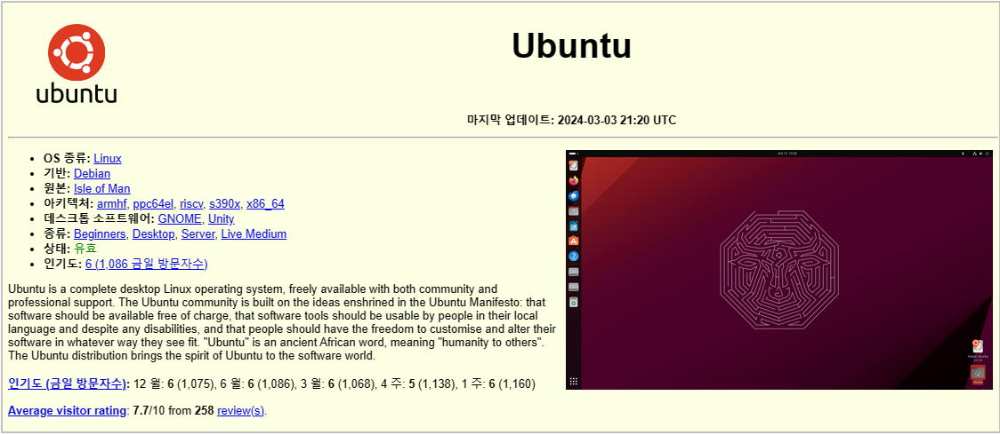 ubuntu
Ubuntu
마지막 업데이트: 2024-03-03 21:20 UTC
OS 종류: Linux
기반: Debian
원본: Isle of Man
아키텍처: armhf, ppc64el, riscv, s390x, x86_64
데스크톱 소프트웨어: GNOME, Unity
종류: Beginners, Desktop, Server, Live Medium
상태: 유효
인기도: 6 (1,086 금일 방문자수)
Ubuntu is a complete desktop Linux operating system, freely available with both community and
professional support. The Ubuntu community is built on the ideas enshrined in the Ubuntu Manifesto: that
software should be available free of charge, that software tools should be usable by people in their local
language and despite any disabilities, and that people should have the freedom to customise and alter their
software in whatever way they see fit. "Ubuntu" is an ancient African word, meaning "humanity to others".
The Ubuntu distribution brings the spirit of Ubuntu to the software world.
인기도 (금일 방문자수): 12 월: 6 (1,075), 6 월: 6 (1,086), 3 월: 6 (1,068), 4 주: 5 (1,138), 1 주: 6 (1,160)
Average visitor rating: 7.7/10 from 258 review(s).